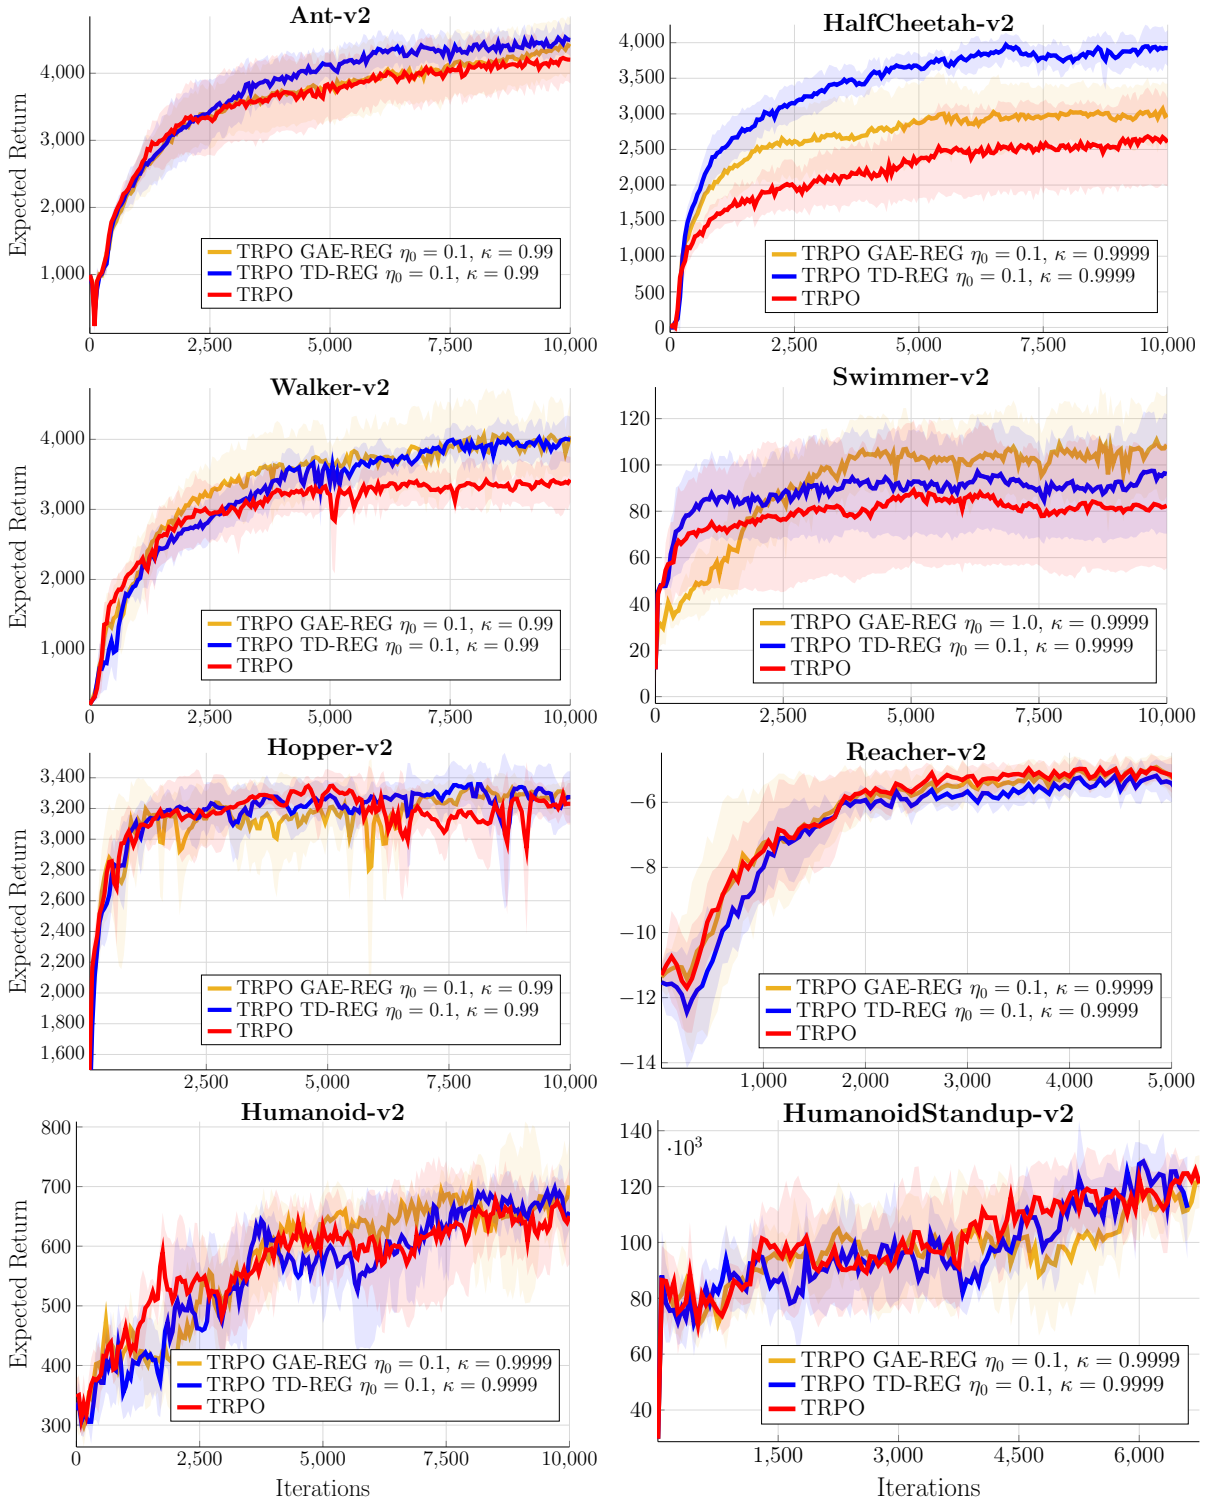 Ant-v2
Expected Return
4,000
3,000
2,000
1,000
0
2,500
5,000
7,500
10,000
TRPO GAE-REG η₀ = 0.1, κ = 0.99
TRPO TD-REG η₀ = 0.1, κ = 0.99
TRPO
HalfCheetah-v2
4,000
3,500
3,000
2,500
2,000
1,500
1,000
500
0
0
2,500
5,000
7,500
10,000
TRPO GAE-REG η₀ = 0.1, κ = 0.9999
TRPO TD-REG η₀ = 0.1, κ = 0.9999
TRPO
Walker-v2
Expected Return
4,000
3,000
2,000
1,000
0
2,500
5,000
7,500
10,000
TRPO GAE-REG η₀ = 0.1, κ = 0.99
TRPO TD-REG η₀ = 0.1, κ = 0.99
TRPO
Swimmer-v2
120
100
80
60
40
20
0
0
2,500
5,000
7,500
10,000
TRPO GAE-REG η₀ = 1.0, κ = 0.9999
TRPO TD-REG η₀ = 0.1, κ = 0.9999
TRPO
Hopper-v2
Expected Return
3,400
3,200
3,000
2,800
2,600
2,400
2,200
2,000
1,800
1,600
2,500
5,000
7,500
10,000
TRPO GAE-REG η₀ = 0.1, κ = 0.99
TRPO TD-REG η₀ = 0.1, κ = 0.99
TRPO
Reacher-v2
−6
−8
−10
−12
−14
1,000
2,000
3,000
4,000
5,000
TRPO GAE-REG η₀ = 0.1, κ = 0.9999
TRPO TD-REG η₀ = 0.1, κ = 0.9999
TRPO
Humanoid-v2
Expected Return
800
700
600
500
400
300
0
2,500
5,000
7,500
10,000
Iterations
TRPO GAE-REG η₀ = 0.1, κ = 0.9999
TRPO TD-REG η₀ = 0.1, κ = 0.9999
TRPO
HumanoidStandup-v2
·10³
140
120
100
80
60
40
1,500
3,000
4,500
6,000
Iterations
TRPO GAE-REG η₀ = 0.1, κ = 0.9999
TRPO TD-REG η₀ = 0.1, κ = 0.9999
TRPO